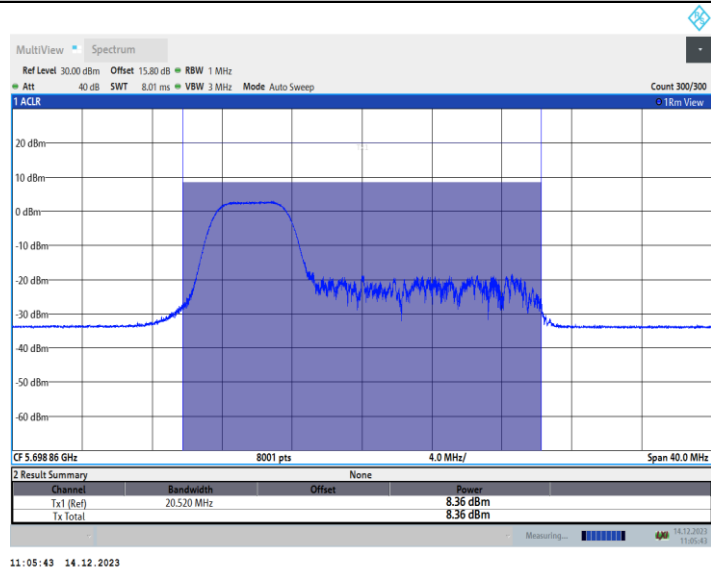 MultiView Spectrum
Ref Level 30.00 dBm Offset 15.80 dB RBW 1 MHz
Att 40 dB SWT 8.01 ms VBW 3 MHz Mode Auto Sweep Count 300/300
1 ACLR 1Rm View
20 dBm
10 dBm
0 dBm
-10 dBm
-20 dBm
-30 dBm
-40 dBm
-50 dBm
-60 dBm
CF 5.698 86 GHz 8001 pts 4.0 MHz/ Span 40.0 MHz
2 Result Summary None
Channel Bandwidth Offset Power
Tx1 (Ref) 20.520 MHz 8.36 dBm
Tx Total 8.36 dBm
Measuring... 14.12.2023
11:05:43
11:05:43 14.12.2023